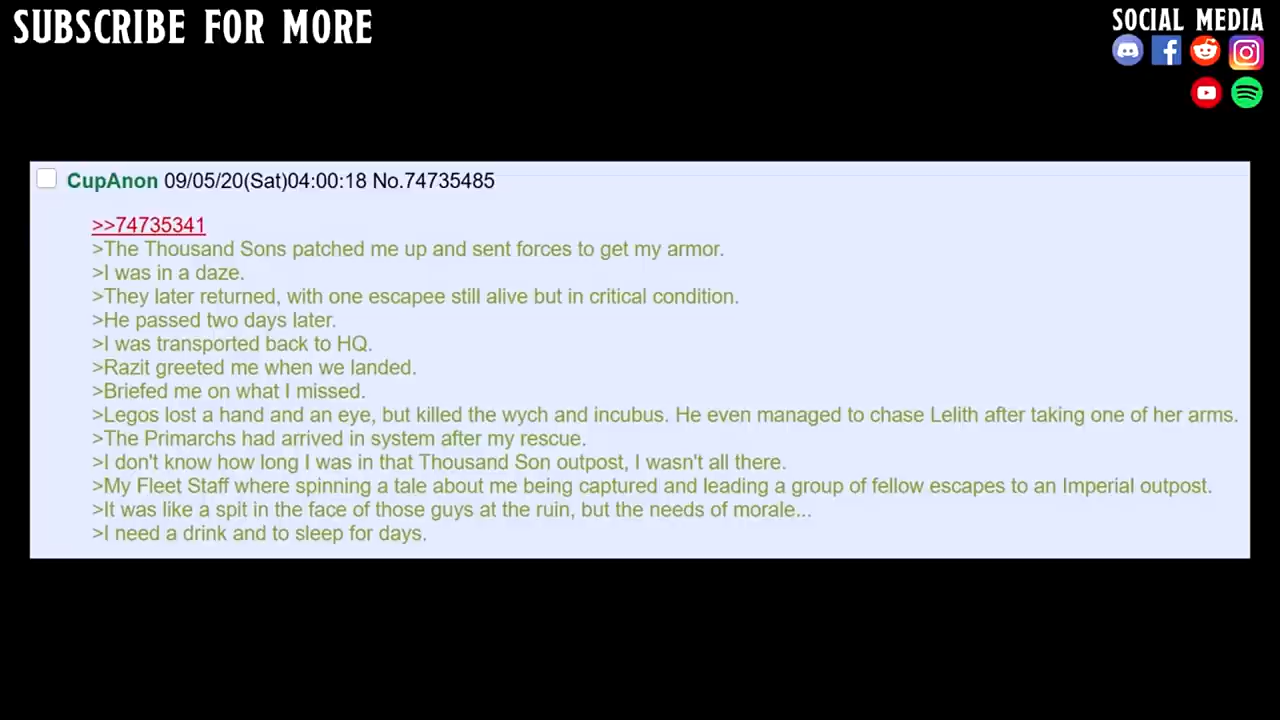 SUBSCRIBE FOR MORE
SOCIAL MEDIA
CupAnon 09/05/20(Sat)04:00:18 No.74735485
>>74735341
>The Thousand Sons patched me up and sent forces to get my armor.
>I was in a daze.
>They later returned, with one escapee still alive but in critical condition.
>He passed two days later.
>I was transported back to HQ.
>Razit greeted me when we landed.
>Briefed me on what I missed.
>Legos lost a hand and an eye, but killed the wych and incubus. He even managed to chase Lelith after taking one of her arms.
>The Primarchs had arrived in system after my rescue.
>I don't know how long I was in that Thousand Son outpost, I wasn't all there.
>My Fleet Staff where spinning a tale about me being captured and leading a group of fellow escapes to an Imperial outpost.
>It was like a spit in the face of those guys at the ruin, but the needs of morale...
>I need a drink and to sleep for days.